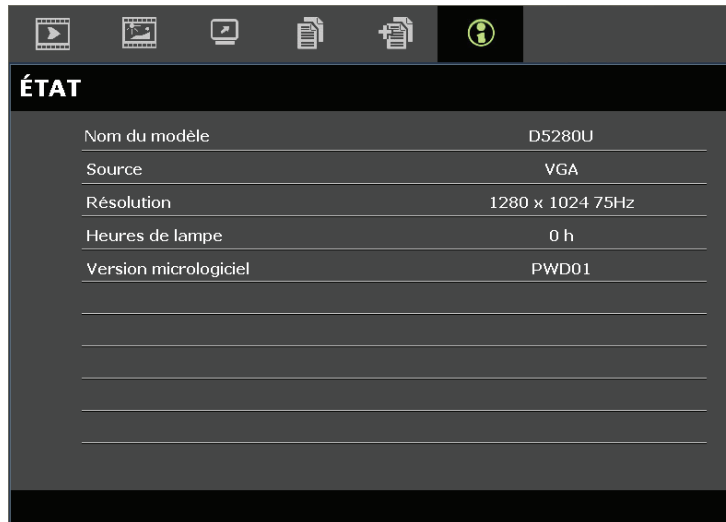 ÉTAT
Nom du modèle D5280U
Source VGA
Résolution 1280 x 1024 75Hz
Heures de lampe 0 h
Version micrologiciel PWD01